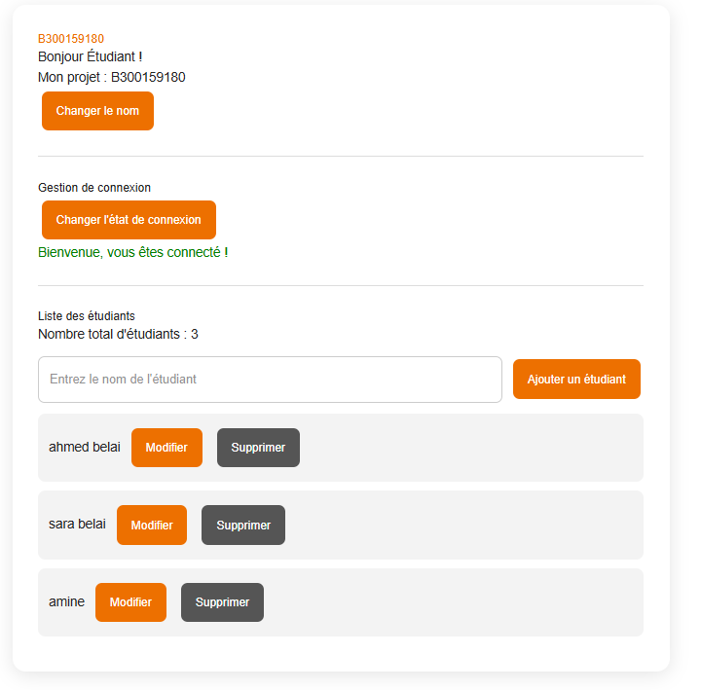 B300159180
Bonjour Étudiant !
Mon projet : B300159180
Changer le nom
Gestion de connexion
Changer l'état de connexion
Bienvenue, vous êtes connecté !
Liste des étudiants
Nombre total d'étudiants : 3
Entrez le nom de l'étudiant
Ajouter un étudiant
ahmed belai Modifier Supprimer
sara belai Modifier Supprimer
amine Modifier Supprimer